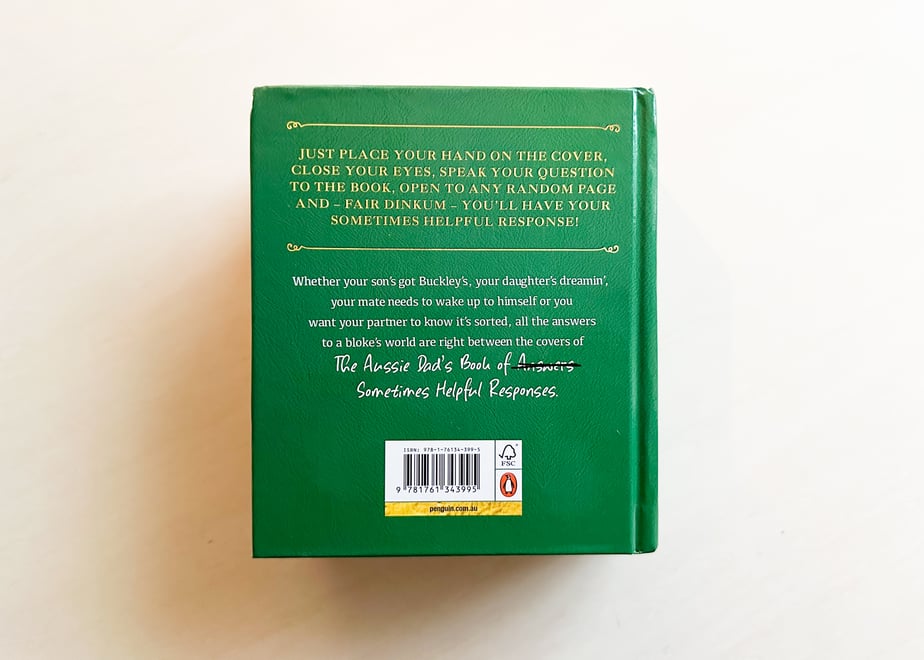 JUST PLACE YOUR HAND ON THE COVER,
CLOSE YOUR EYES, SPEAK YOUR QUESTION
TO THE BOOK, OPEN TO ANY RANDOM PAGE
AND – FAIR DINKUM – YOU'LL HAVE YOUR
SOMETIMES HELPFUL RESPONSE!
Whether your son's got Buckley's, your daughter's dreamin',
your mate needs to wake up to himself or you
want your partner to know it's sorted, all the answers
to a bloke's world are right between the covers of
The Aussie Dad's Book of Answers
Sometimes Helpful Responses.
ISBN: 978-1-76134-399-5
FSC
9 781761 343995
penguin.com.au